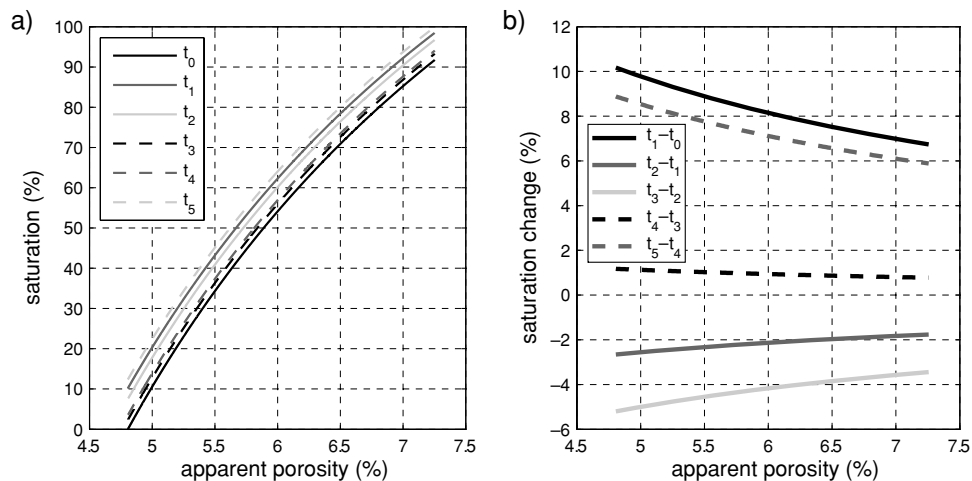 a)
saturation (%)
100
90
80
70
60
50
40
30
20
10
0
t0
t1
t2
t3
t4
t5
4.5 5 5.5 6 6.5 7 7.5
apparent porosity (%)
b)
saturation change (%)
12
10
8
6
4
2
0
−2
−4
−6
t1−t0
t2−t1
t3−t2
t4−t3
t5−t4
4.5 5 5.5 6 6.5 7 7.5
apparent porosity (%)